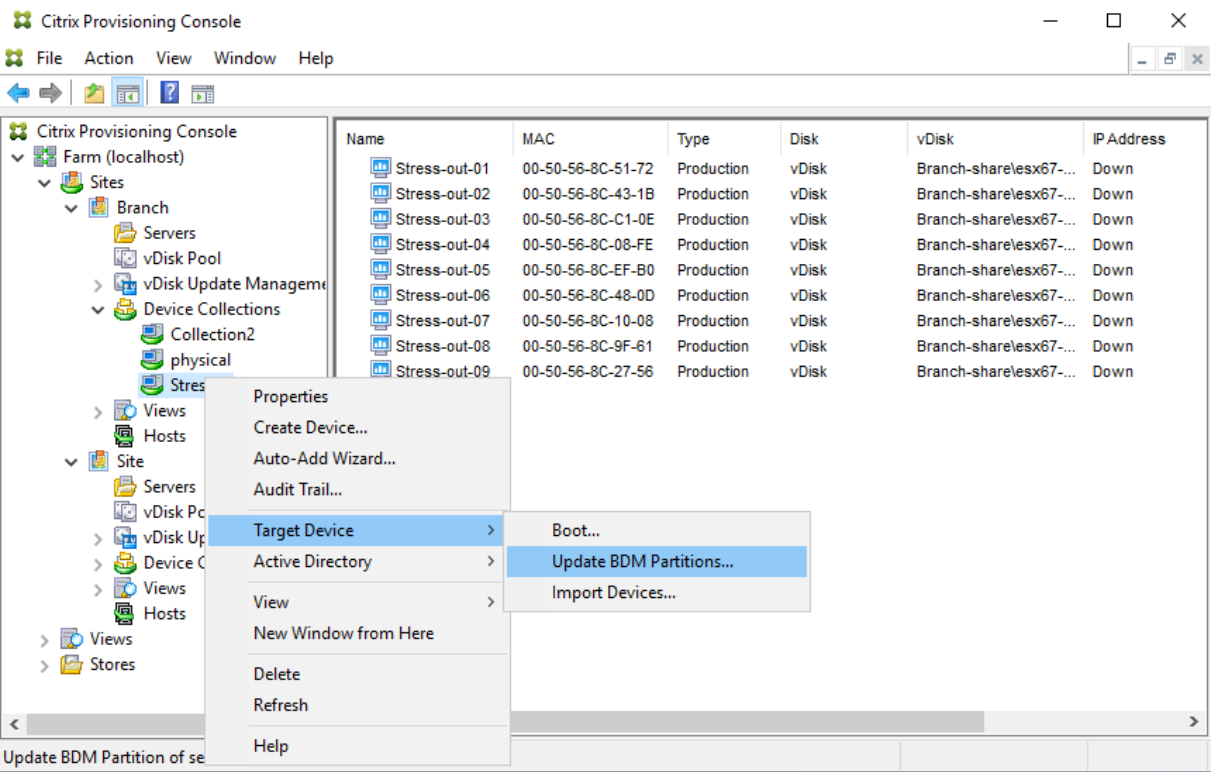 Citrix Provisioning Console
File Action View Window Help
Citrix Provisioning Console
Farm (localhost)
Sites
Branch
Servers
vDisk Pool
vDisk Update Manageme
Device Collections
Collection2
physical
Stres
Views
Hosts
Site
Servers
vDisk Po
vDisk Up
Device C
Views
Hosts
Views
Stores
Name MAC Type Disk vDisk IP Address
Stress-out-01 00-50-56-8C-51-72 Production vDisk Branch-share\esx67-... Down
Stress-out-02 00-50-56-8C-43-1B Production vDisk Branch-share\esx67-... Down
Stress-out-03 00-50-56-8C-C1-0E Production vDisk Branch-share\esx67-... Down
Stress-out-04 00-50-56-8C-08-FE Production vDisk Branch-share\esx67-... Down
Stress-out-05 00-50-56-8C-EF-B0 Production vDisk Branch-share\esx67-... Down
Stress-out-06 00-50-56-8C-48-0D Production vDisk Branch-share\esx67-... Down
Stress-out-07 00-50-56-8C-10-08 Production vDisk Branch-share\esx67-... Down
Stress-out-08 00-50-56-8C-9F-61 Production vDisk Branch-share\esx67-... Down
Stress-out-09 00-50-56-8C-27-56 Production vDisk Branch-share\esx67-... Down
Properties
Create Device...
Auto-Add Wizard...
Audit Trail...
Target Device
Active Directory
View
New Window from Here
Delete
Refresh
Help
Boot...
Update BDM Partitions...
Import Devices...
Update BDM Partition of se